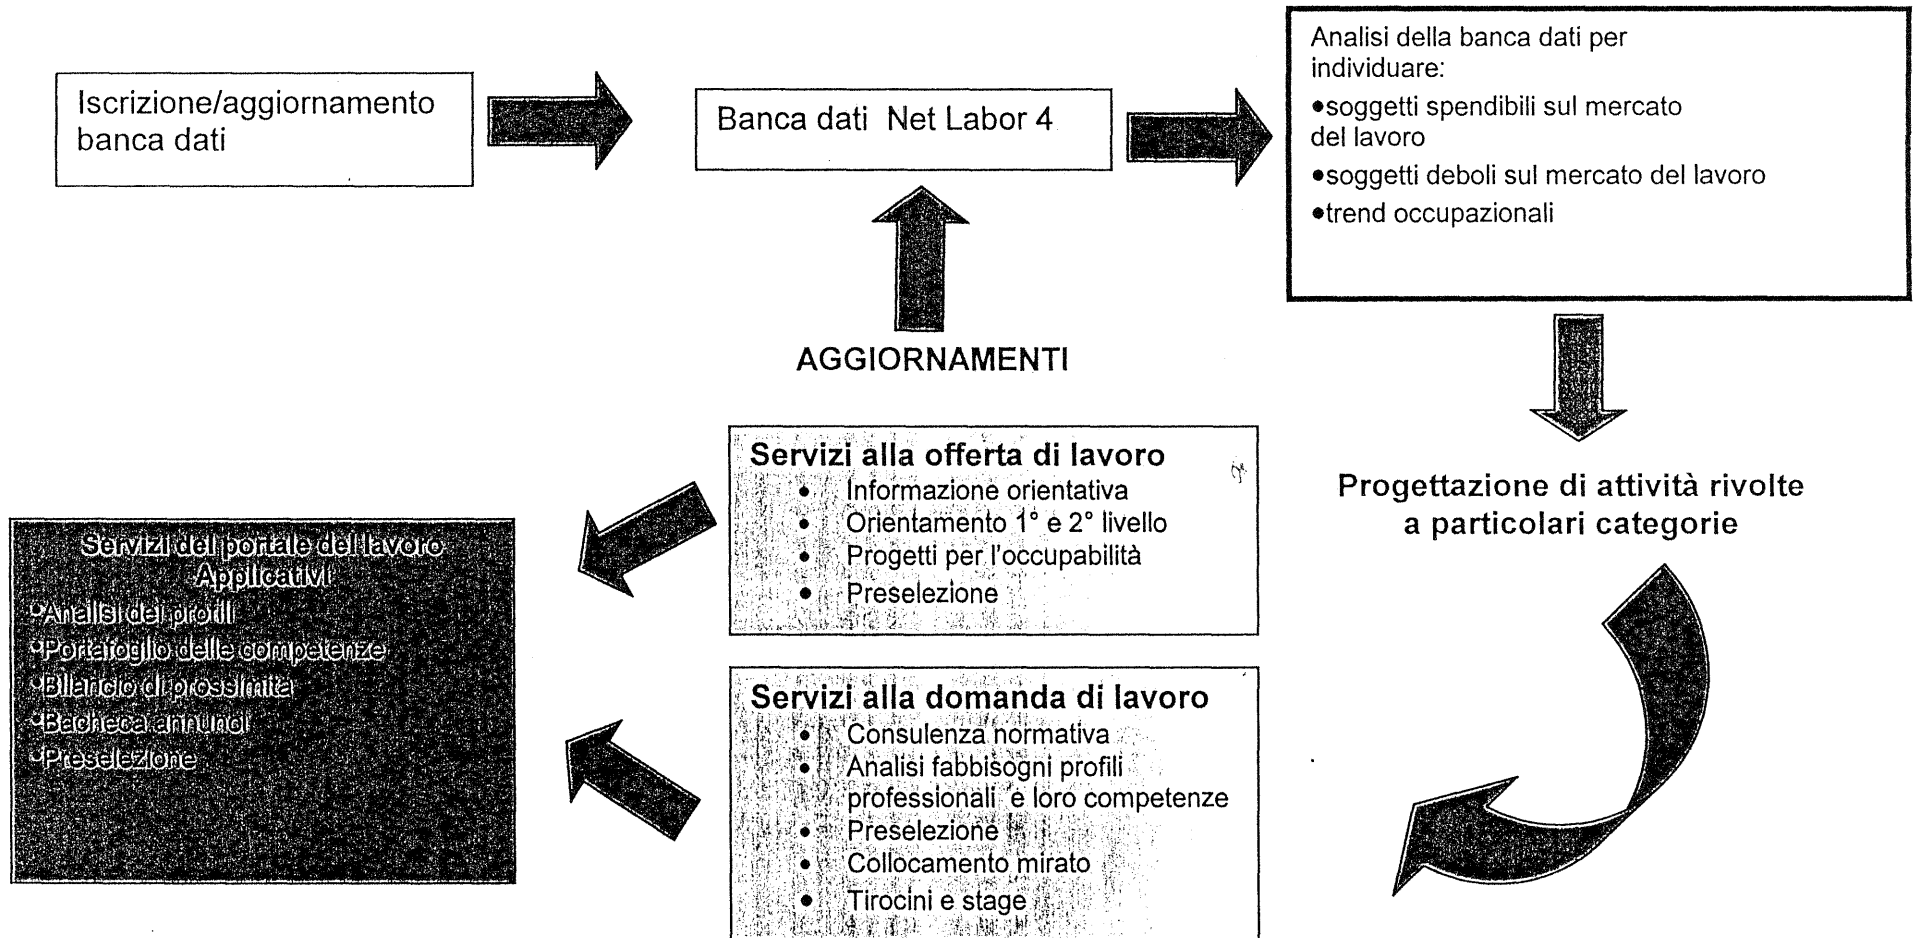 Iscrizione/aggiornamento
banca dati
Banca dati Net Labor 4
Analisi della banca dati per
individuare:
•soggetti spendibili sul mercato
del lavoro
•soggetti deboli sul mercato del lavoro
•trend occupazionali
AGGIORNAMENTI
Progettazione di attività rivolte
a particolari categorie
Servizi alla offerta di lavoro
• Informazione orientativa
• Orientamento 1° e 2° livello
• Progetti per l'occupabilità
• Preselezione
Servizi del portale del lavoro
Applicativi
•Analisi dei profili
•Portafoglio delle competenze
•Bilancio di prossimità
•Bacheca annunci
•Preselezione
Servizi alla domanda di lavoro
• Consulenza normativa
• Analisi fabbisogni profili
professionali e loro competenze
• Preselezione
• Collocamento mirato
• Tirocini e stage